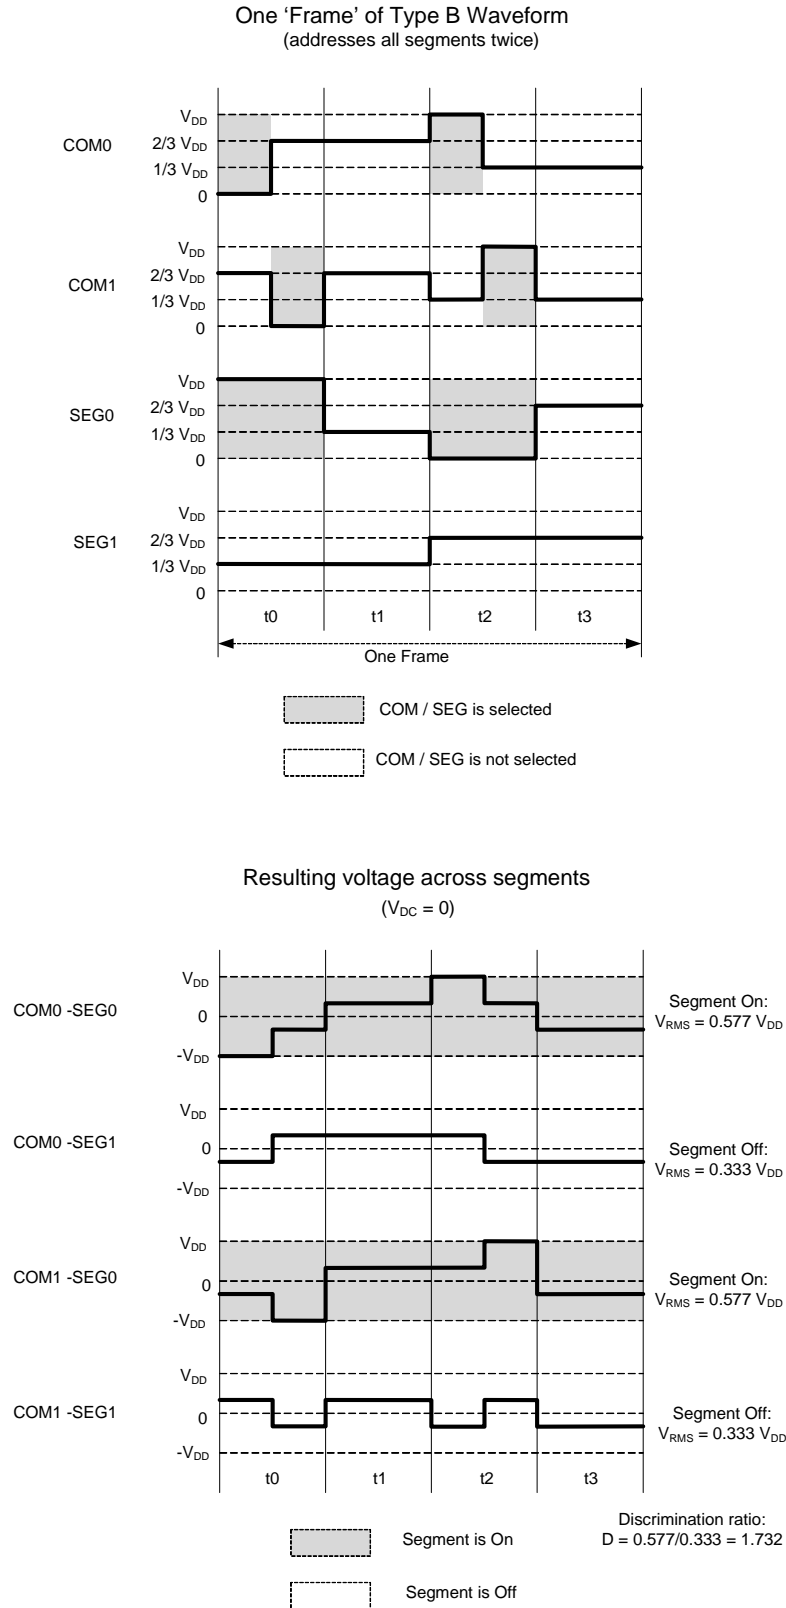 One ‘Frame’ of Type B Waveform
(addresses all segments twice)
COM0
VDD
2/3 VDD
1/3 VDD
0
COM1
VDD
2/3 VDD
1/3 VDD
0
SEG0
VDD
2/3 VDD
1/3 VDD
0
SEG1
VDD
2/3 VDD
1/3 VDD
0
t0 t1 t2 t3
One Frame
COM / SEG is selected
COM / SEG is not selected
Resulting voltage across segments
(VDC = 0)
COM0 -SEG0
VDD
0
-VDD
Segment On:
VRMS = 0.577 VDD
COM0 -SEG1
VDD
0
-VDD
Segment Off:
VRMS = 0.333 VDD
COM1 -SEG0
VDD
0
-VDD
Segment On:
VRMS = 0.577 VDD
COM1 -SEG1
VDD
0
-VDD
Segment Off:
VRMS = 0.333 VDD
t0 t1 t2 t3
Discrimination ratio:
D = 0.577/0.333 = 1.732
Segment is On
Segment is Off